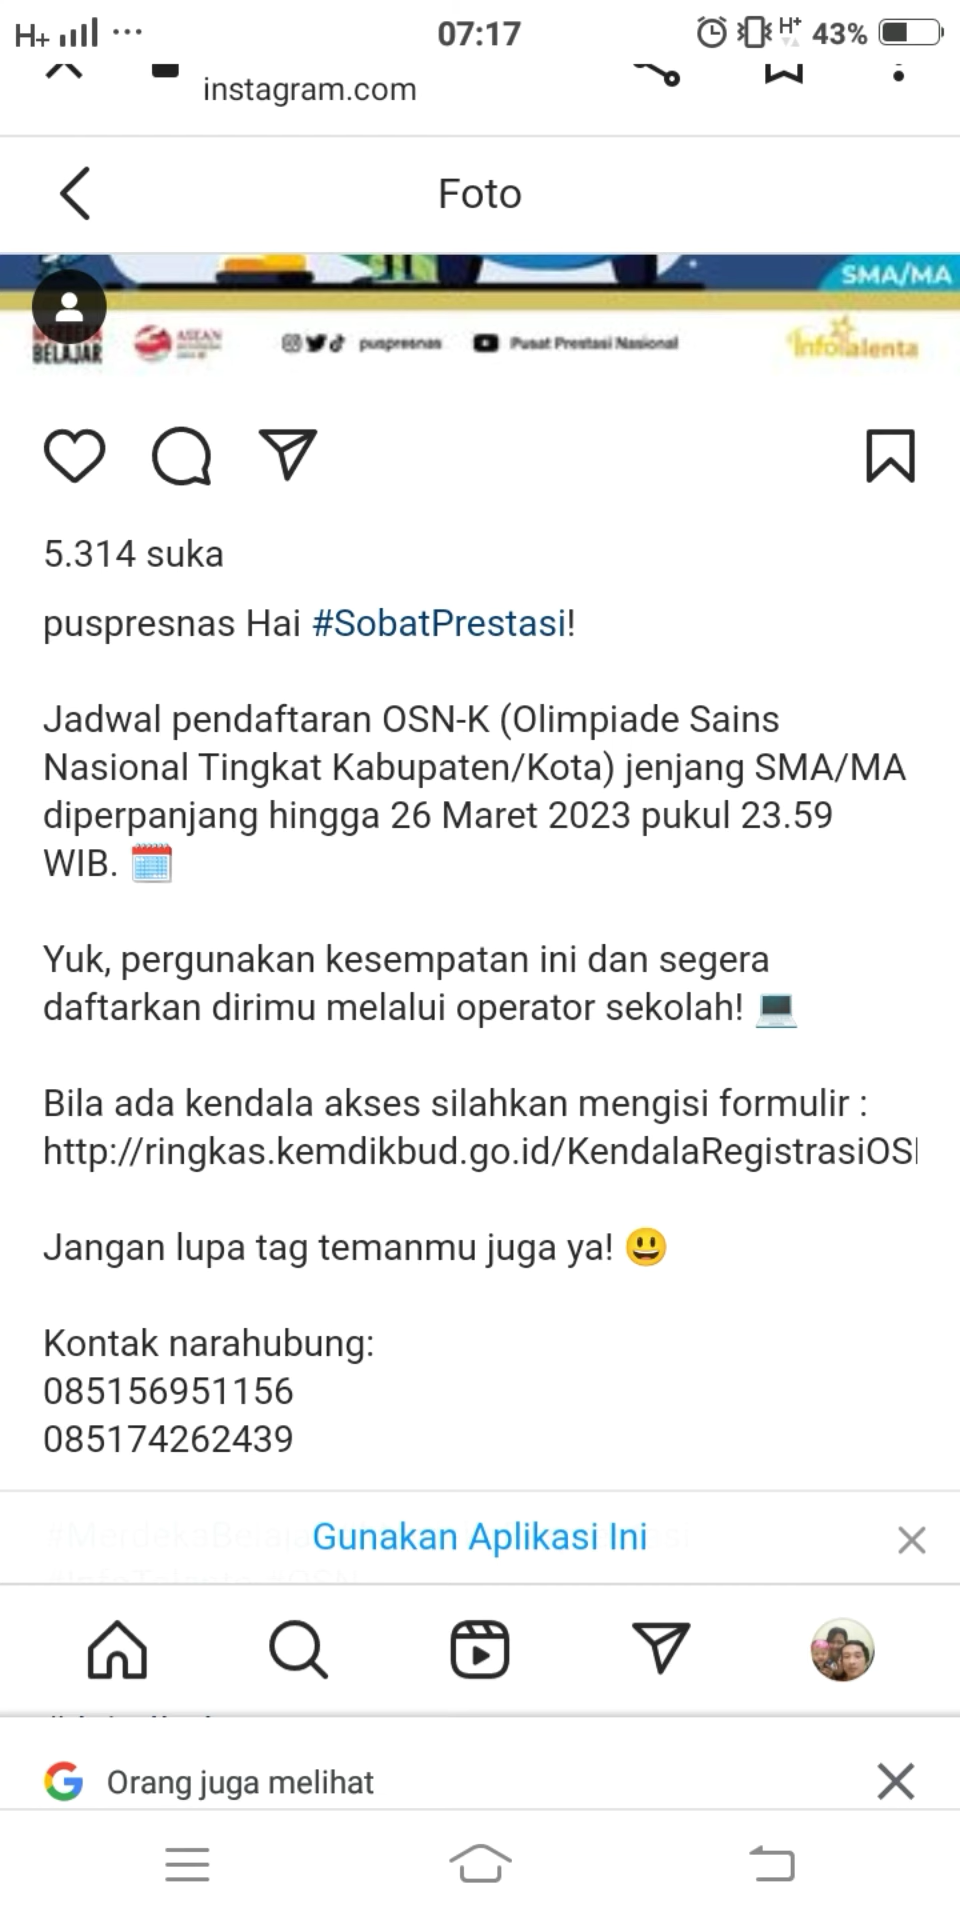 H+ 07:17 H+ 43%
instagram.com
Foto
SMA/MA
BELAJAR ASEAN puspresnas Pusat Prestasi Nasional Infotalenta
5.314 suka
puspresnas Hai #SobatPrestasi!
Jadwal pendaftaran OSN-K (Olimpiade Sains
Nasional Tingkat Kabupaten/Kota) jenjang SMA/MA
diperpanjang hingga 26 Maret 2023 pukul 23.59
WIB. 🗓️
Yuk, pergunakan kesempatan ini dan segera
daftarkan dirimu melalui operator sekolah! 💻
Bila ada kendala akses silahkan mengisi formulir :
http://ringkas.kemdikbud.go.id/KendalaRegistrasiOS
Jangan lupa tag temanmu juga ya! 😃
Kontak narahubung:
085156951156
085174262439
Gunakan Aplikasi Ini
Orang juga melihat